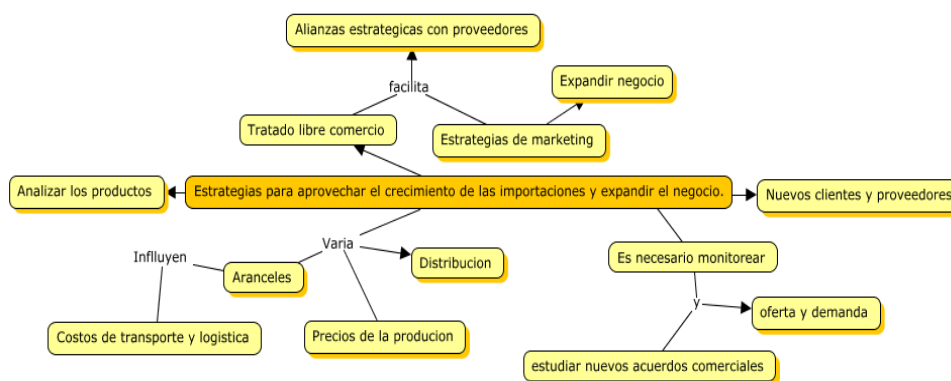 Alianzas estrategicas con proveedores
Expandir negocio
facilita
Tratado libre comercio
Estrategias de marketing
Analizar los productos
Estrategias para aprovechar el crecimiento de las importaciones y expandir el negocio.
Nuevos clientes y proveedores
Varia
Inflluyen
Distribucion
Es necesario monitorear
Aranceles
y
oferta y demanda
Costos de transporte y logistica
Precios de la producion
estudiar nuevos acuerdos comerciales